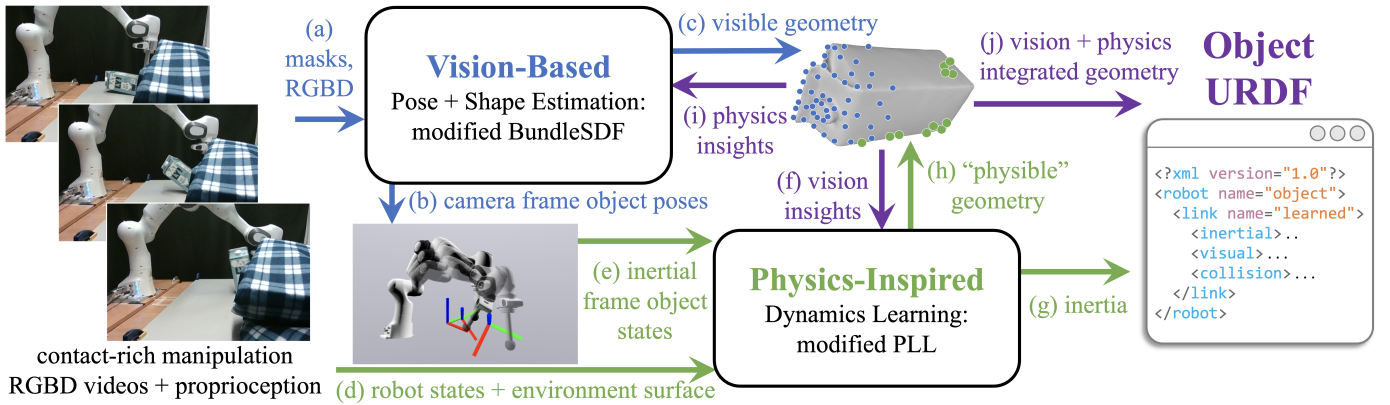 (a)
masks,
RGBD
Vision-Based
Pose + Shape Estimation:
modified BundleSDF
(b) camera frame object poses
(c) visible geometry
(i) physics
insights
(j) vision + physics
integrated geometry
Object
URDF
(f) vision
insights
(h) “physible”
geometry
(e) inertial
frame object
states
Physics-Inspired
Dynamics Learning:
modified PLL
(g) inertia
<?xml version="1.0"?>
<robot name="object">
<link name="learned">
<inertial>..
<visual>...
<collision>...
</link>
</robot>
contact-rich manipulation
RGBD videos + proprioception
(d) robot states + environment surface